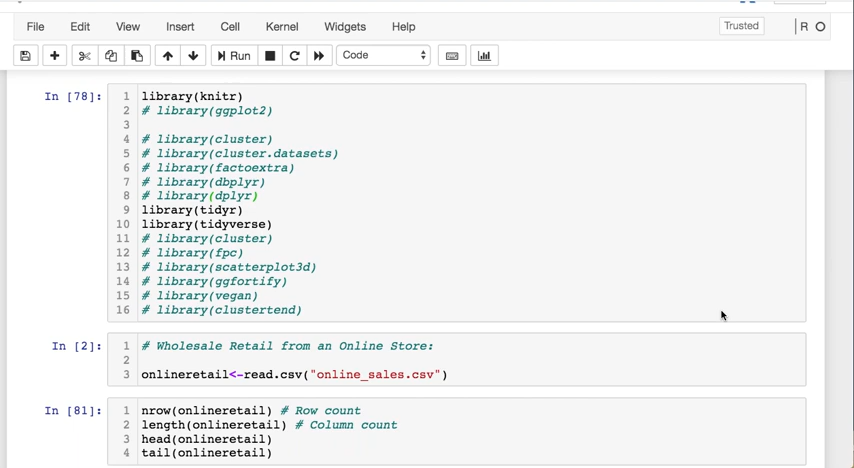 File Edit View Insert Cell Kernel Widgets Help Trusted R
Run Code
In [78]:
1 library(knitr)
2 # library(ggplot2)
3
4 # library(cluster)
5 # library(cluster.datasets)
6 # library(factoextra)
7 # library(dbplyr)
8 # library(dplyr)
9 library(tidyr)
10 library(tidyverse)
11 # library(cluster)
12 # library(fpc)
13 # library(scatterplot3d)
14 # library(ggfortify)
15 # library(vegan)
16 # library(clustertend)
In [2]:
1 # Wholesale Retail from an Online Store:
2
3 onlineretail<-read.csv("online_sales.csv")
In [81]:
1 nrow(onlineretail) # Row count
2 length(onlineretail) # Column count
3 head(onlineretail)
4 tail(onlineretail)